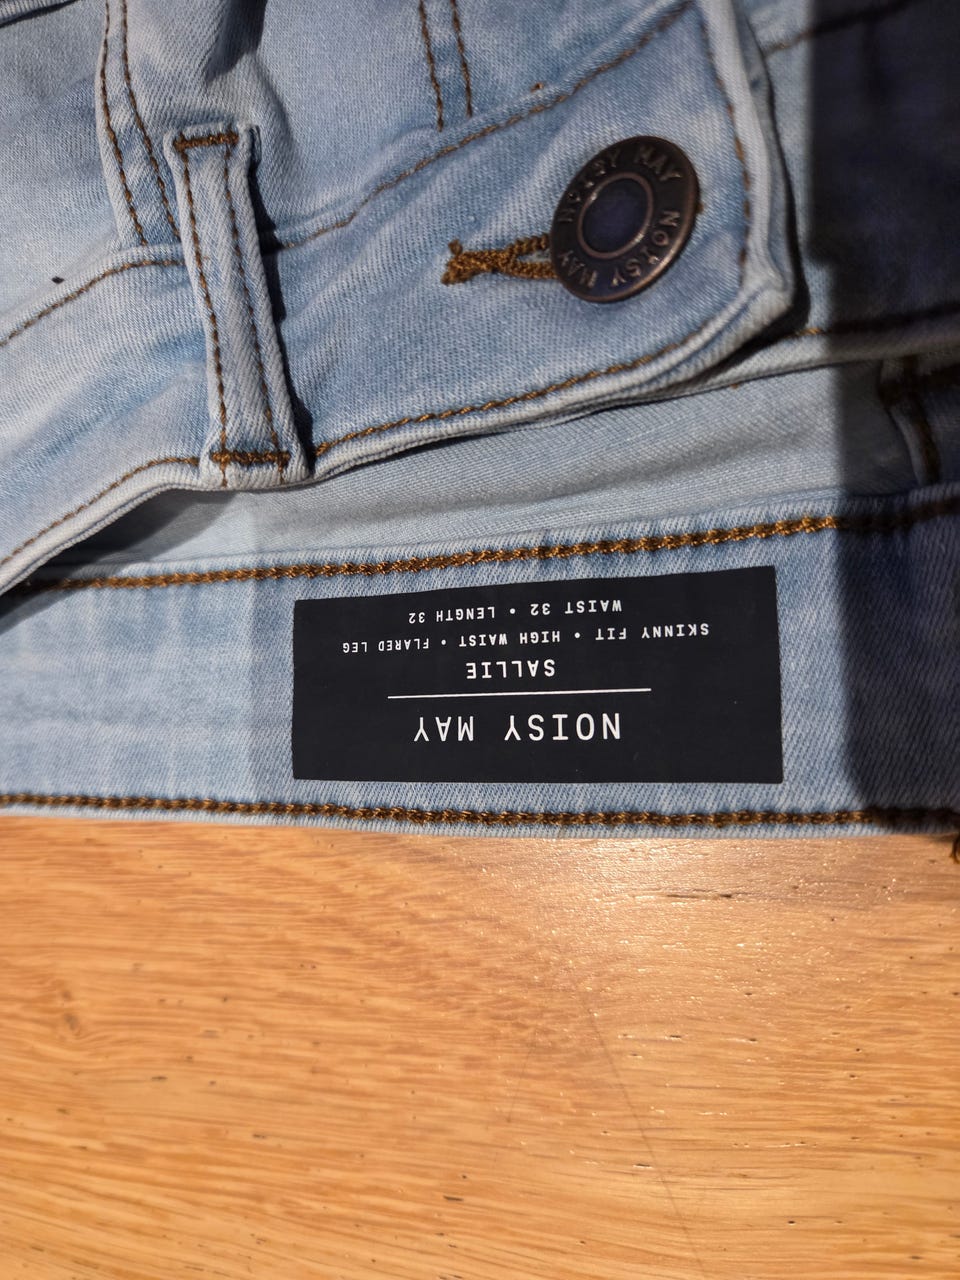 NOISY MAY NOISY MAY
NOISY MAY
SALLIE
SKINNY FIT • HIGH WAIST • FLARED LEG
WAIST 32 • LENGTH 32